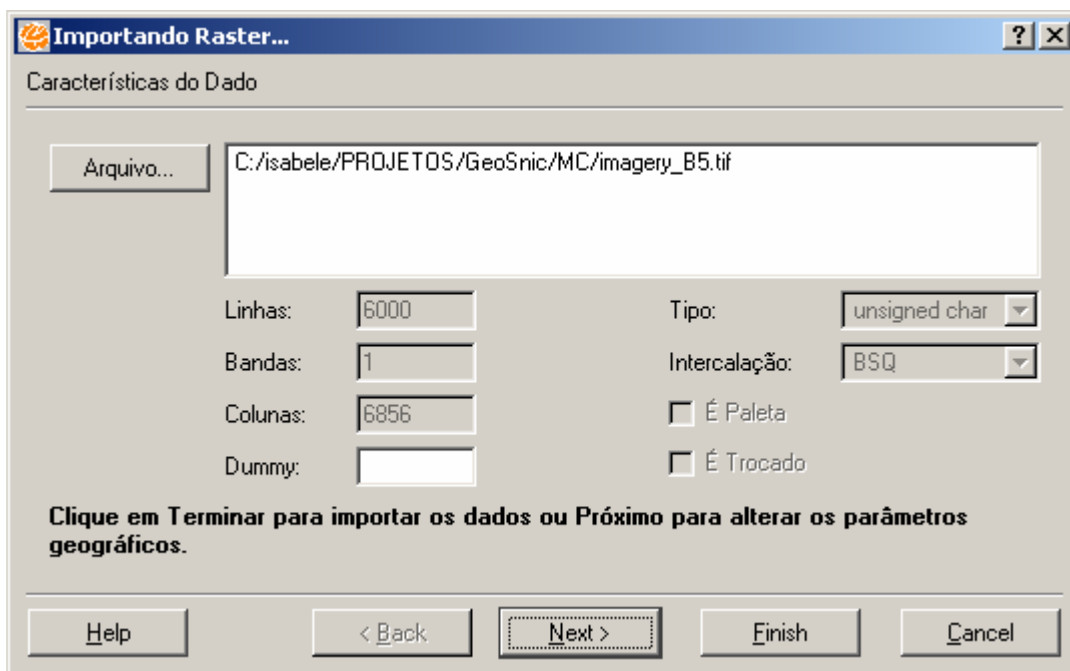 Importando Raster...
Características do Dado
Arquivo...
C:/isabele/PROJETOS/GeoSnic/MC/imagery_B5.tif
Linhas: 6000 Tipo: unsigned char
Bandas: 1 Intercalação: BSQ
Colunas: 6856 É Paleta
Dummy: É Trocado
Clique em Terminar para importar os dados ou Próximo para alterar os parâmetros
geográficos.
Help < Back Next > Finish Cancel